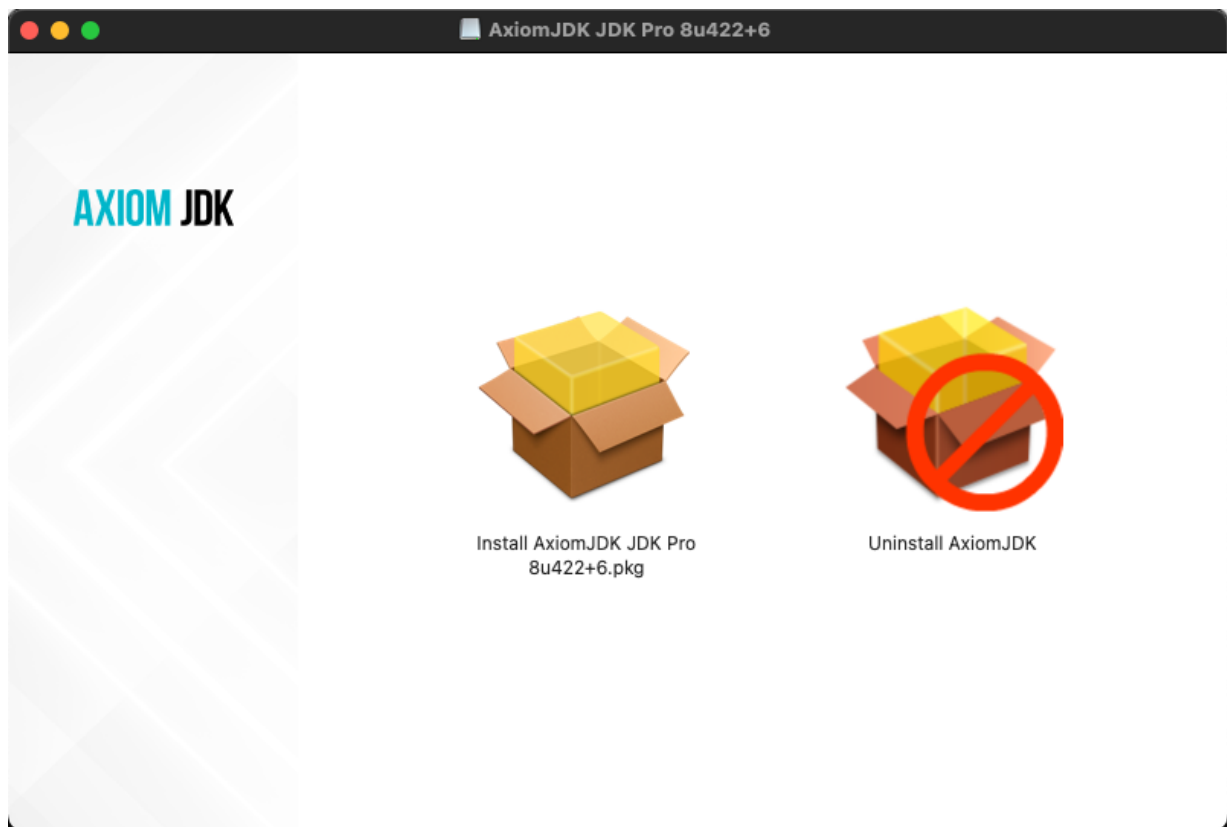 AxiomJDK JDK Pro 8u422+6
AXIOM JDK
Install AxiomJDK JDK Pro
8u422+6.pkg
Uninstall AxiomJDK